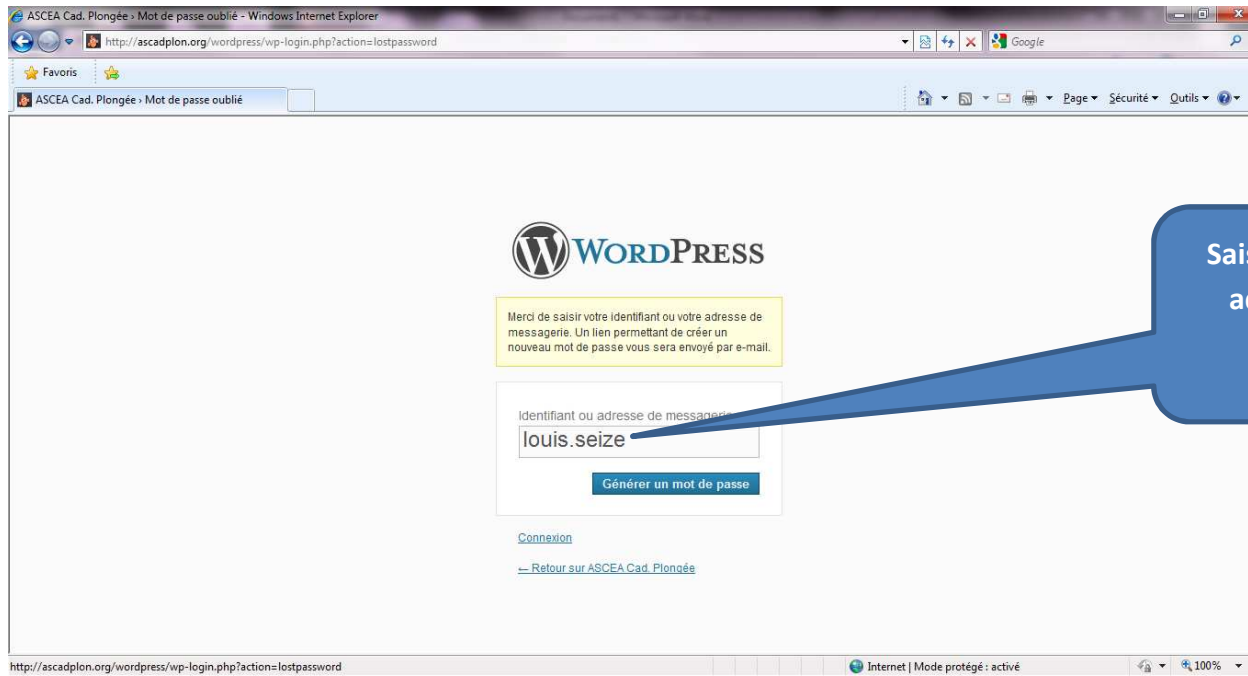 ASCEA Cad. Plongée › Mot de passe oublié - Windows Internet Explorer
http://ascadplon.org/wordpress/wp-login.php?action=lostpassword
Google
Favoris
ASCEA Cad. Plongée › Mot de passe oublié
Page Sécurité Outils
WORDPRESS
Merci de saisir votre identifiant ou votre adresse de
messagerie. Un lien permettant de créer un
nouveau mot de passe vous sera envoyé par e-mail.
Identifiant ou adresse de messagerie
louis.seize
Générer un mot de passe
Connexion
← Retour sur ASCEA Cad. Plongée
http://ascadplon.org/wordpress/wp-login.php?action=lostpassword
Internet | Mode protégé : activé
100%